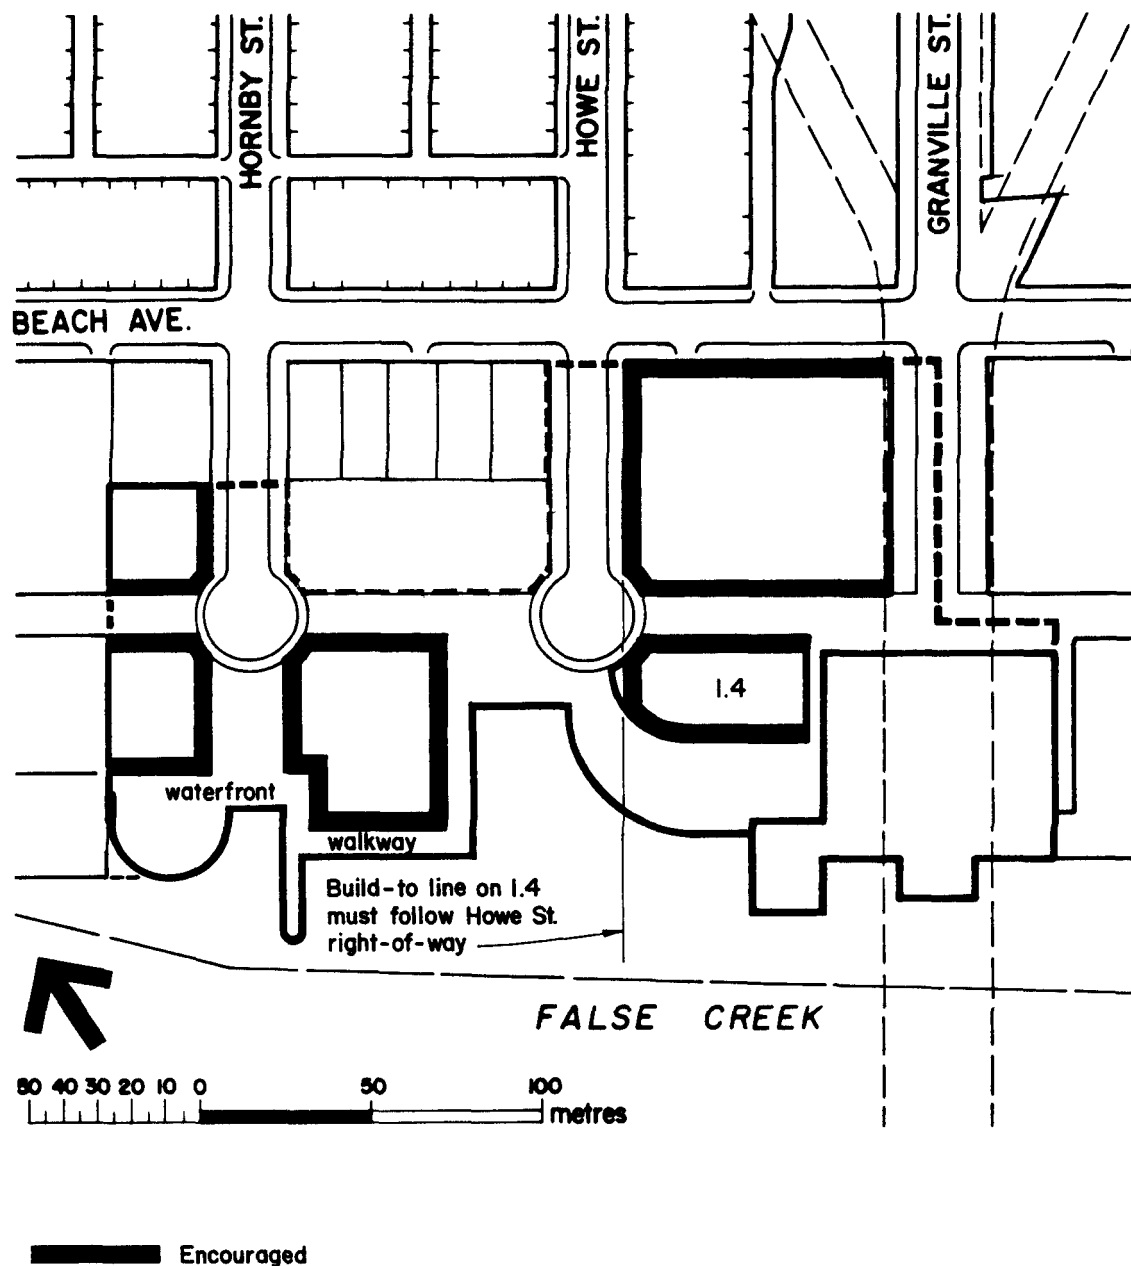 HORNBY ST.
HOWE ST.
GRANVILLE ST.
BEACH AVE.
1.4
waterfront
walkway
Build-to line on 1.4
must follow Howe St.
right-of-way
FALSE CREEK
50 40 30 20 10 0 50 100
metres
Encouraged